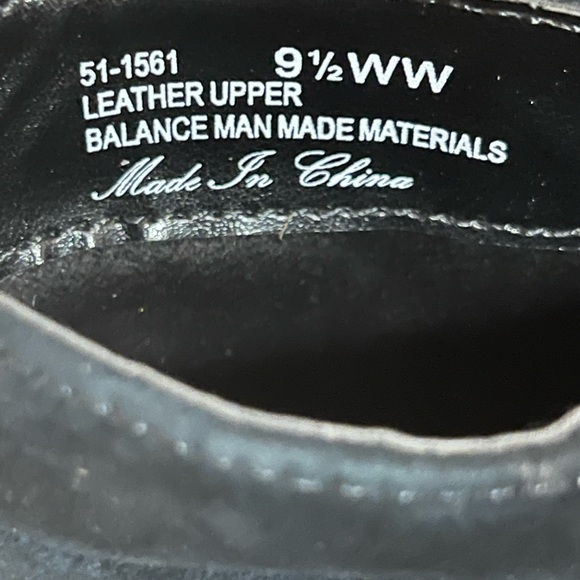 51-1561 9½WW
LEATHER UPPER
BALANCE MAN MADE MATERIALS
Made In China